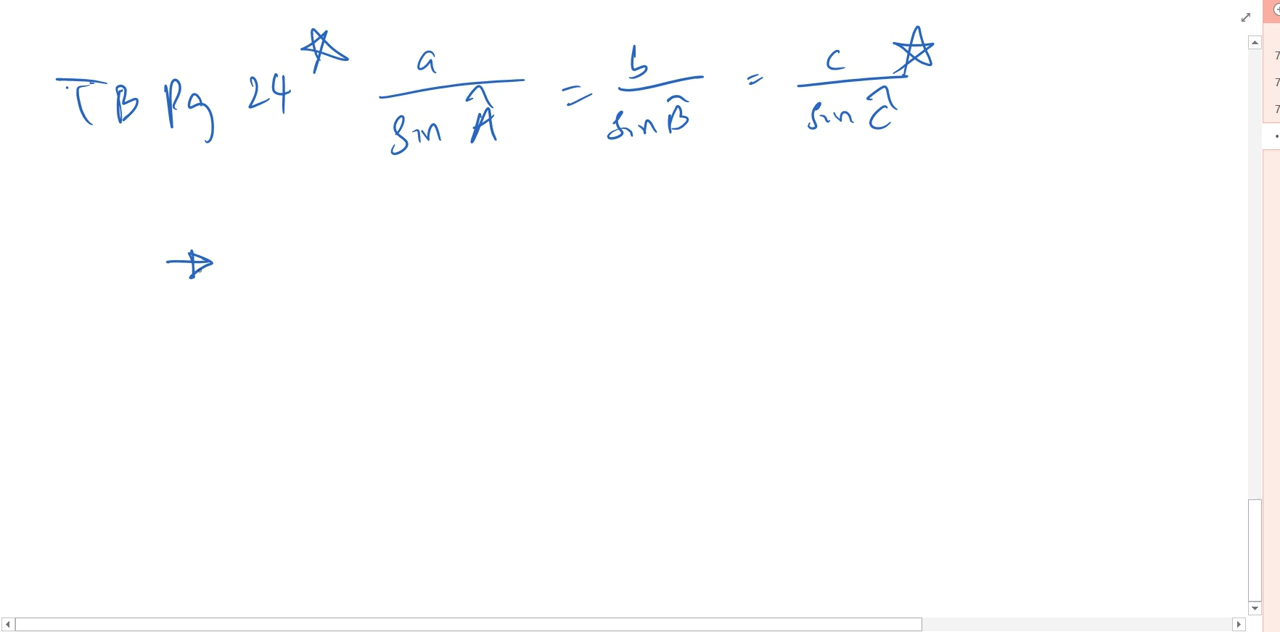 TB Pg 24 ☆ a/sin Â = b/sin B̂ = c/sin Ĉ ☆
→